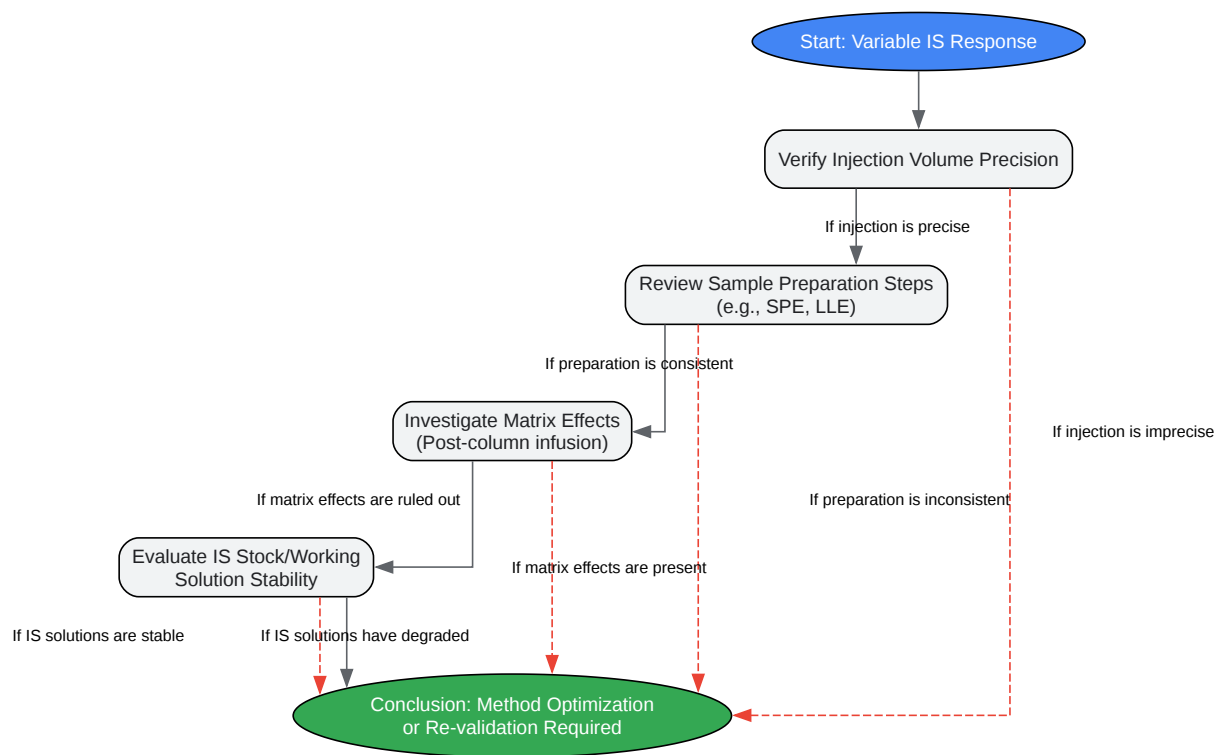 Start: Variable IS Response
Verify Injection Volume Precision
If injection is precise
Review Sample Preparation Steps
(e.g., SPE, LLE)
If preparation is consistent
Investigate Matrix Effects
(Post-column infusion)
If injection is imprecise
If matrix effects are ruled out
If preparation is inconsistent
Evaluate IS Stock/Working
Solution Stability
If matrix effects are present
If IS solutions are stable
If IS solutions have degraded
Conclusion: Method Optimization
or Re-validation Required